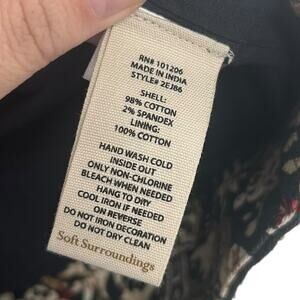 RN# 101206
MADE IN INDIA
STYLE# 2EJ86
SHELL:
98% COTTON
2% SPANDEX
LINING:
100% COTTON
HAND WASH COLD
INSIDE OUT
ONLY NON-CHLORINE
BLEACH WHEN NEEDED
HANG TO DRY
COOL IRON IF NEEDED
ON REVERSE
DO NOT IRON DECORATION
DO NOT DRY CLEAN
Soft Surroundings